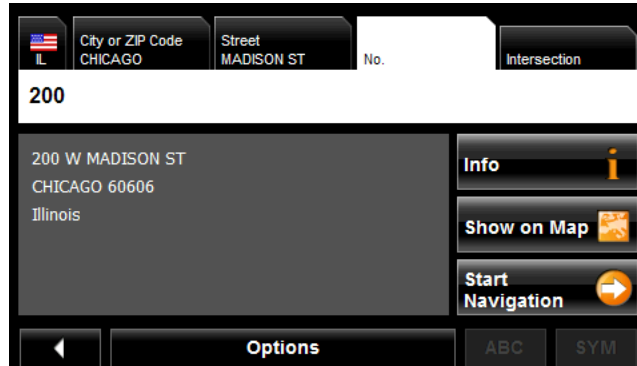 IL
City or ZIP Code
CHICAGO
Street
MADISON ST
No.
Intersection
200
200 W MADISON ST
CHICAGO 60606
Illinois
Info
Show on Map
Start
Navigation
Options
ABC
SYM